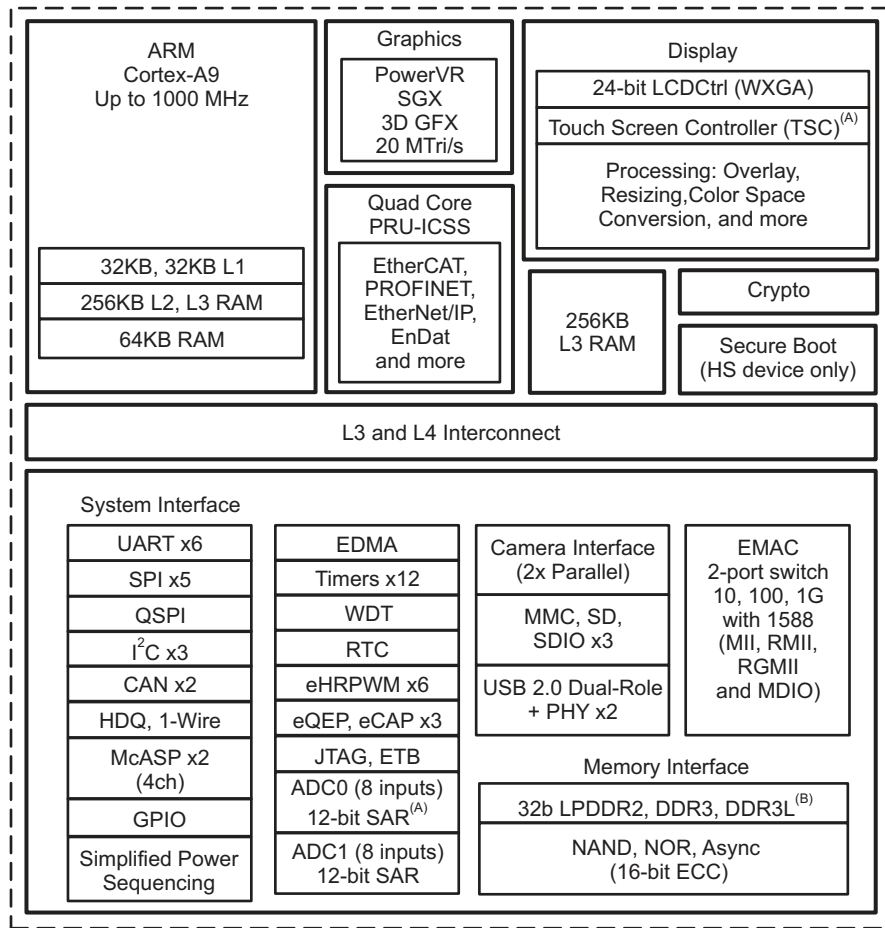 ARM
Cortex-A9
Up to 1000 MHz
32KB, 32KB L1
256KB L2, L3 RAM
64KB RAM
Graphics
PowerVR
SGX
3D GFX
20 MTri/s
Quad Core
PRU-ICSS
EtherCAT,
PROFINET,
EtherNet/IP,
EnDat
and more
Display
24-bit LCDCtrl (WXGA)
Touch Screen Controller (TSC)(A)
Processing: Overlay,
Resizing,Color Space
Conversion, and more
256KB
L3 RAM
Crypto
Secure Boot
(HS device only)
L3 and L4 Interconnect
System Interface
UART x6
SPI x5
QSPI
I2C x3
CAN x2
HDQ, 1-Wire
McASP x2
(4ch)
GPIO
Simplified Power
Sequencing
EDMA
Timers x12
WDT
RTC
eHRPWM x6
eQEP, eCAP x3
JTAG, ETB
ADC0 (8 inputs)
12-bit SAR(A)
ADC1 (8 inputs)
12-bit SAR
Camera Interface
(2x Parallel)
MMC, SD,
SDIO x3
USB 2.0 Dual-Role
+ PHY x2
EMAC
2-port switch
10, 100, 1G
with 1588
(MII, RMII,
RGMII
and MDIO)
Memory Interface
32b LPDDR2, DDR3, DDR3L(B)
NAND, NOR, Async
(16-bit ECC)